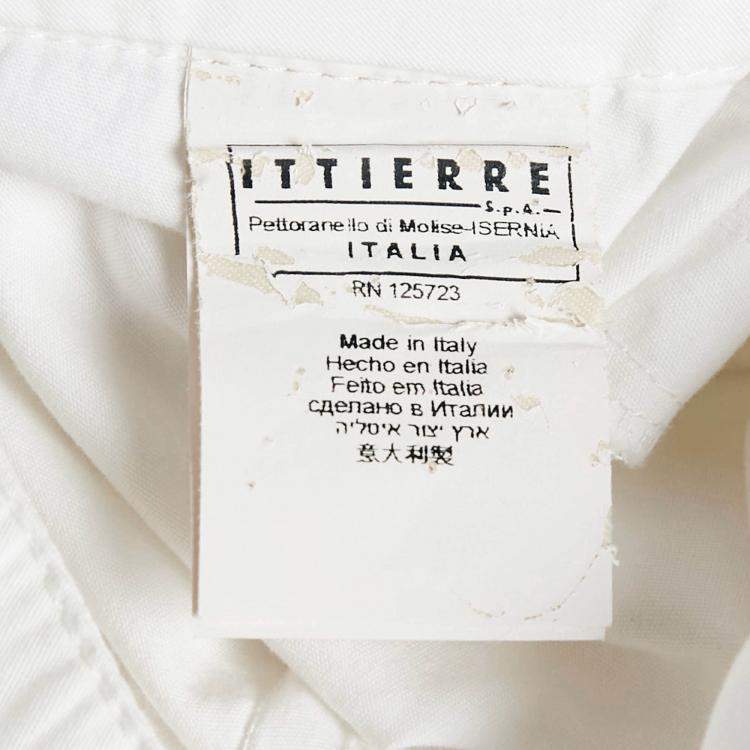 ITTIERRE
S.p.A.
Pettoranello di Molise-ISERNIA
ITALIA
RN 125723
Made in Italy
Hecho en Italia
Feito em Italia
сделано в Италии
ארץ יצור איטליה
意大利製